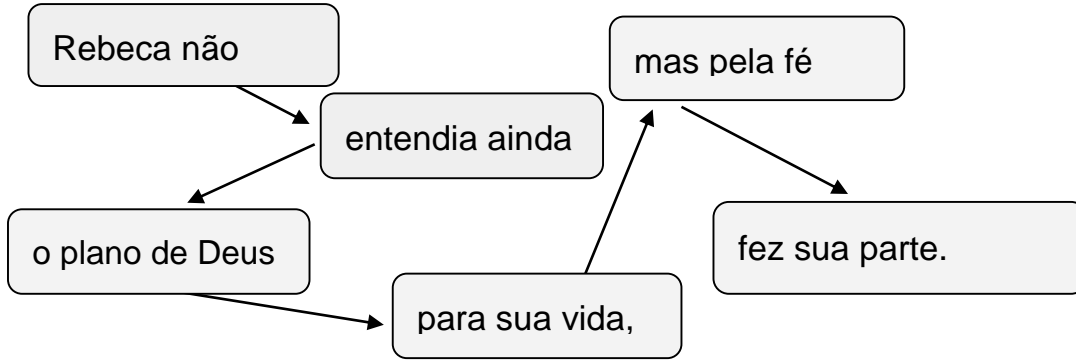 Rebeca não
entendia ainda
o plano de Deus
para sua vida,
mas pela fé
fez sua parte.